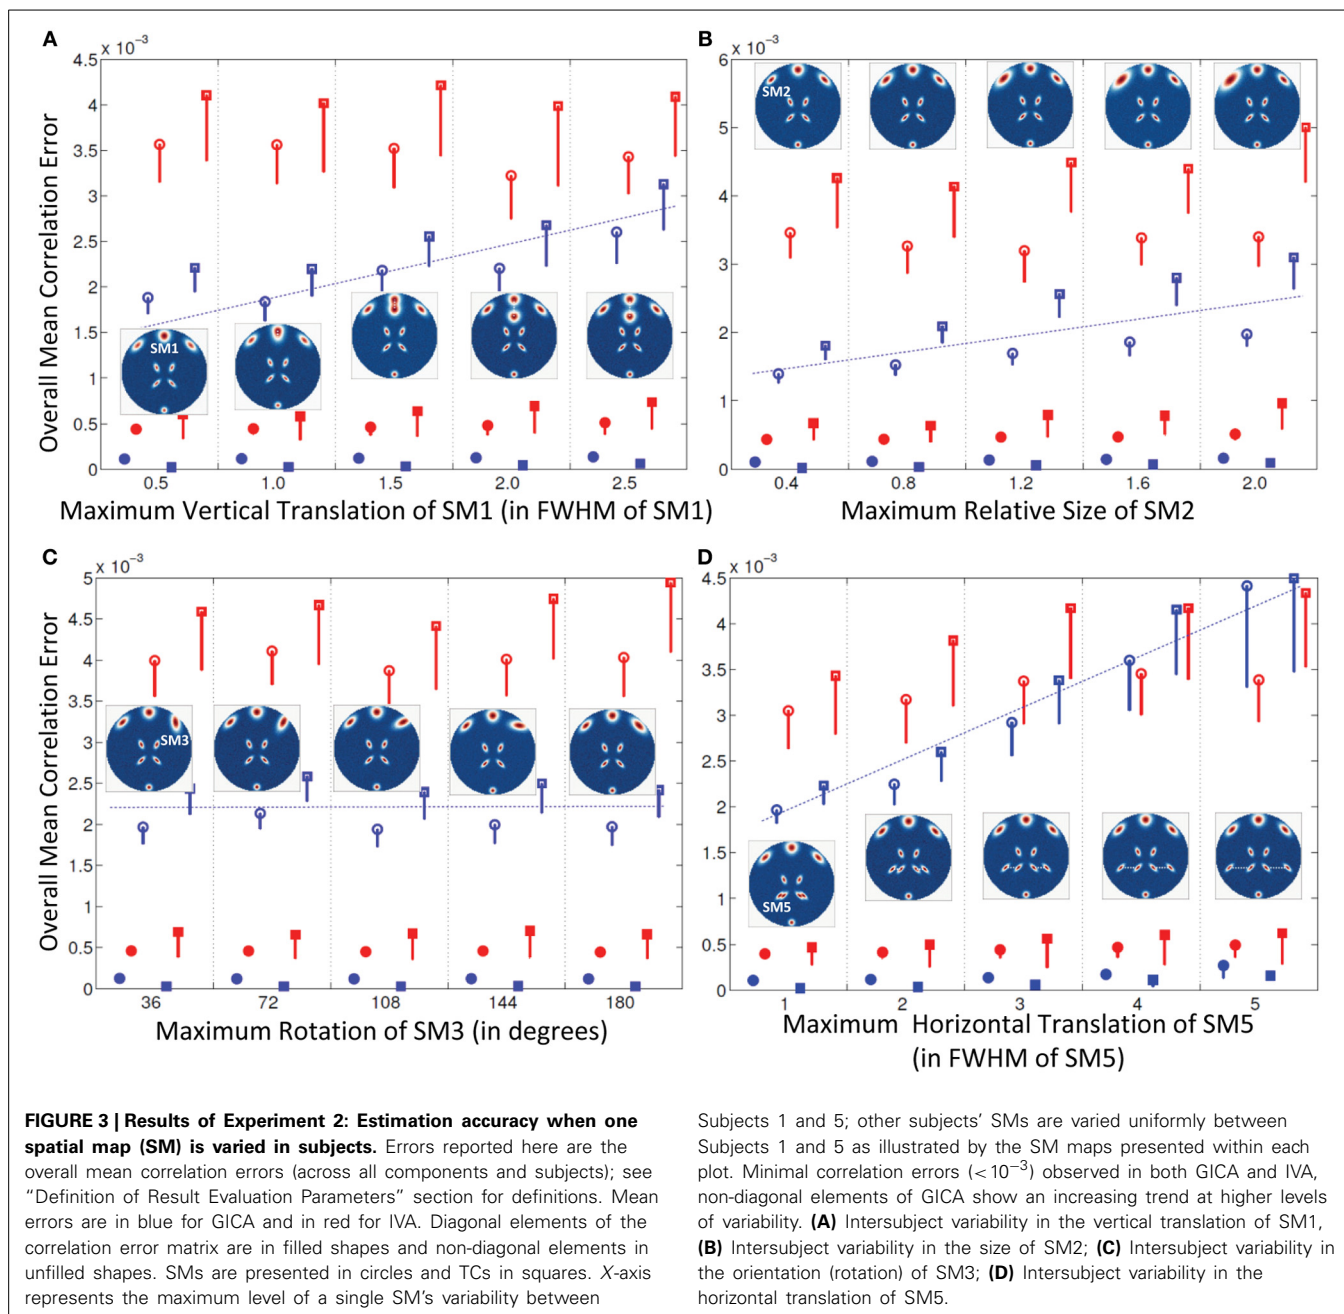 A
× 10⁻³
4.5
4
3.5
3
2.5
2
1.5
1
0.5
0
Overall Mean Correlation Error
SM1
0.5 1.0 1.5 2.0 2.5
Maximum Vertical Translation of SM1 (in FWHM of SM1)
B
× 10⁻³
6
5
4
3
2
1
0
SM2
0.4 0.8 1.2 1.6 2.0
Maximum Relative Size of SM2
C
× 10⁻³
5
4.5
4
3.5
3
2.5
2
1.5
1
0.5
0
Overall Mean Correlation Error
SM3
36 72 108 144 180
Maximum Rotation of SM3 (in degrees)
D
× 10⁻³
4.5
4
3.5
3
2.5
2
1.5
1
0.5
0
SM5
1 2 3 4 5
Maximum Horizontal Translation of SM5
(in FWHM of SM5)
FIGURE 3 | Results of Experiment 2: Estimation accuracy when one
spatial map (SM) is varied in subjects. Errors reported here are the
overall mean correlation errors (across all components and subjects); see
"Definition of Result Evaluation Parameters" section for definitions. Mean
errors are in blue for GICA and in red for IVA. Diagonal elements of the
correlation error matrix are in filled shapes and non-diagonal elements in
unfilled shapes. SMs are presented in circles and TCs in squares. X-axis
represents the maximum level of a single SM's variability between
Subjects 1 and 5; other subjects' SMs are varied uniformly between
Subjects 1 and 5 as illustrated by the SM maps presented within each
plot. Minimal correlation errors (<10⁻³) observed in both GICA and IVA,
non-diagonal elements of GICA show an increasing trend at higher levels
of variability. (A) Intersubject variability in the vertical translation of SM1,
(B) Intersubject variability in the size of SM2; (C) Intersubject variability in
the orientation (rotation) of SM3; (D) Intersubject variability in the
horizontal translation of SM5.